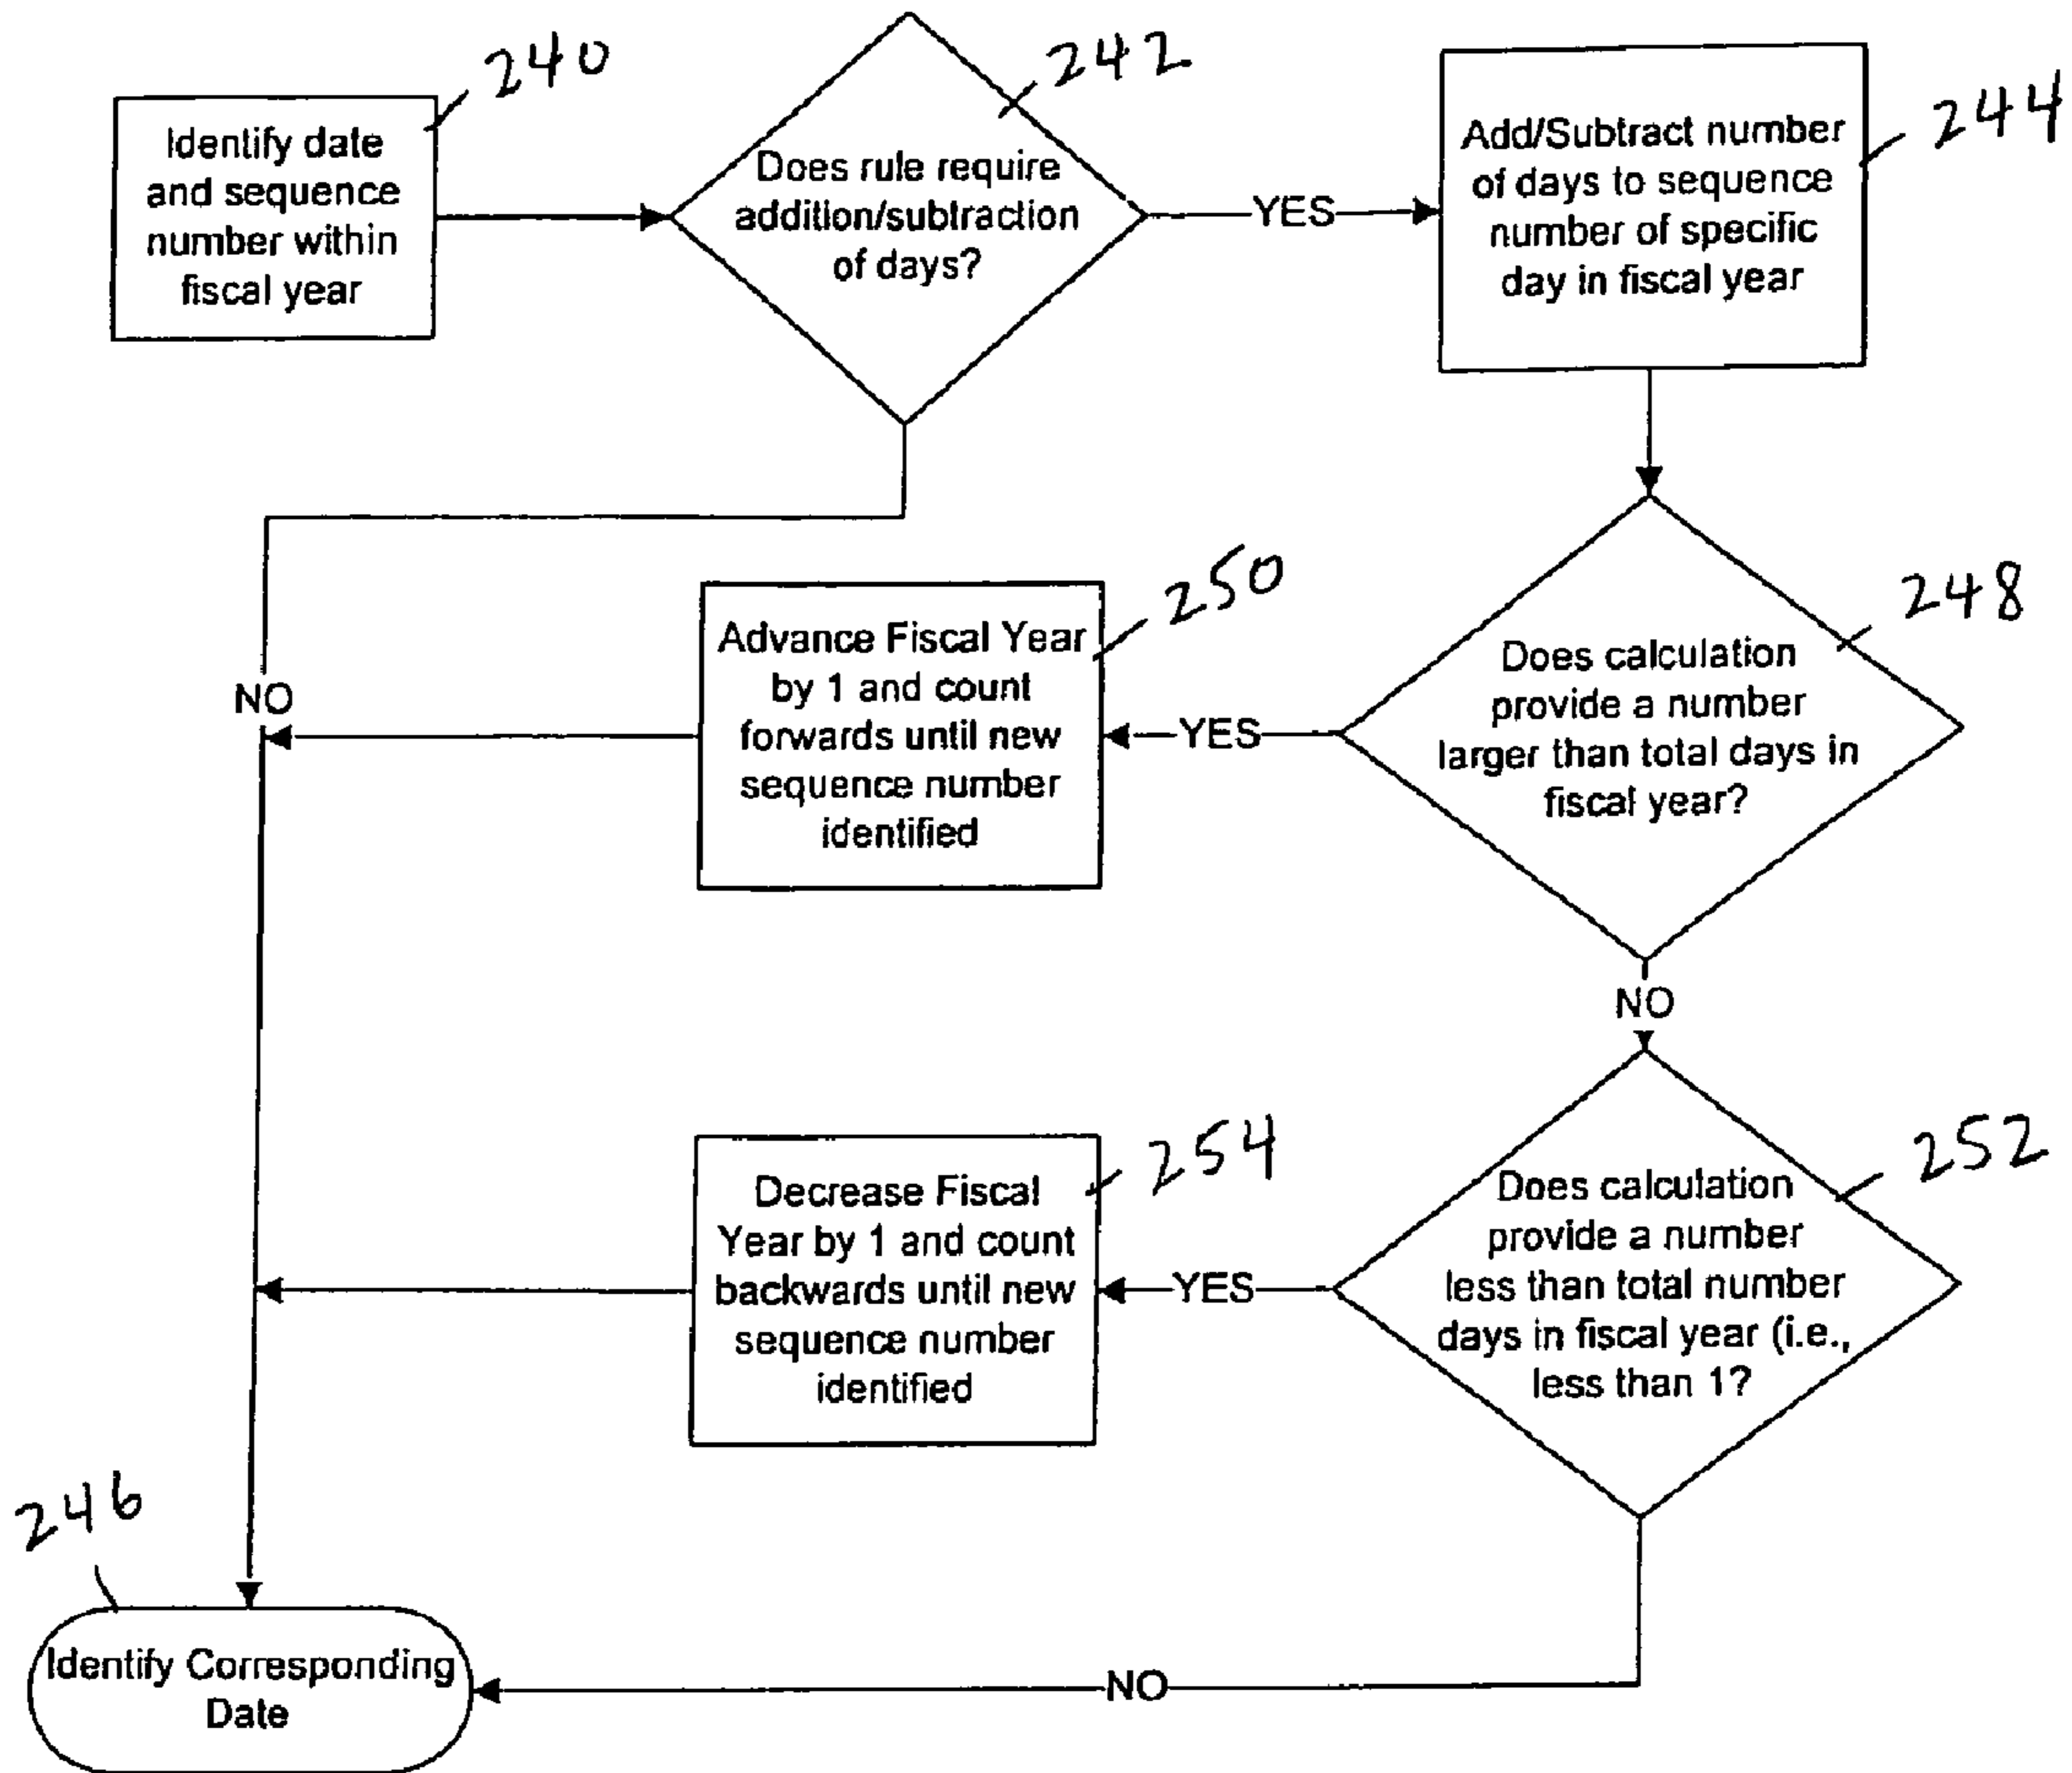 240
Identify date
and sequence
number within
fiscal year
242
Does rule require
addition/subtraction
of days?
YES
244
Add/Subtract number
of days to sequence
number of specific
day in fiscal year
248
Does calculation
provide a number
larger than total days in
fiscal year?
YES
250
Advance Fiscal Year
by 1 and count
forwards until new
sequence number
identified
NO
NO
252
Does calculation
provide a number
less than total number
days in fiscal year (i.e.,
less than 1?
YES
254
Decrease Fiscal
Year by 1 and count
backwards until new
sequence number
identified
NO
246
Identify Corresponding
Date